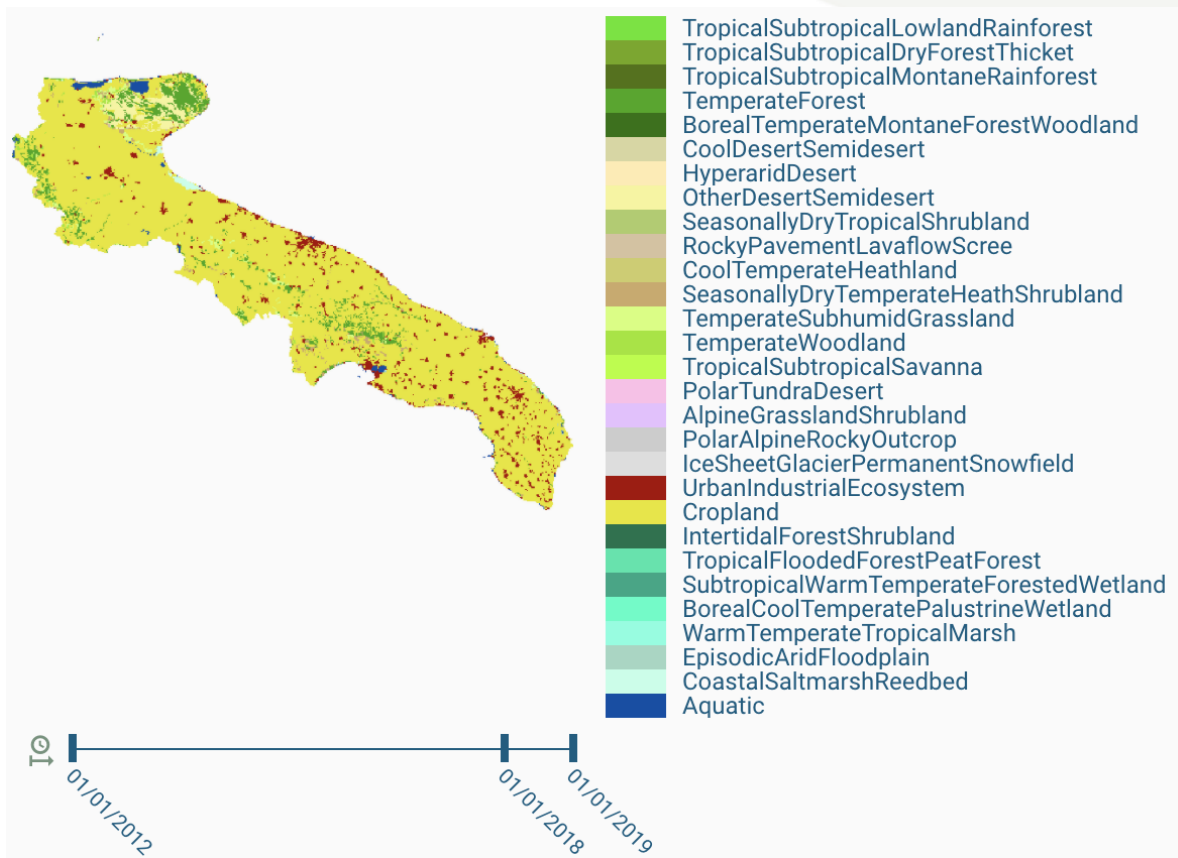 TropicalSubtropicalLowlandRainforest
TropicalSubtropicalDryForestThicket
TropicalSubtropicalMontaneRainforest
TemperateForest
BorealTemperateMontaneForestWoodland
CoolDesertSemidesert
HyperaridDesert
OtherDesertSemidesert
SeasonallyDryTropicalShrubland
RockyPavementLavaflowScree
CoolTemperateHeathland
SeasonallyDryTemperateHeathShrubland
TemperateSubhumidGrassland
TemperateWoodland
TropicalSubtropicalSavanna
PolarTundraDesert
AlpineGrasslandShrubland
PolarAlpineRockyOutcrop
IceSheetGlacierPermanentSnowfield
UrbanIndustrialEcosystem
Cropland
IntertidalForestShrubland
TropicalFloodedForestPeatForest
SubtropicalWarmTemperateForestedWetland
BorealCoolTemperatePalustrineWetland
WarmTemperateTropicalMarsh
EpisodicAridFloodplain
CoastalSaltmarshReedbed
Aquatic
01/01/2012
01/01/2018
01/01/2019